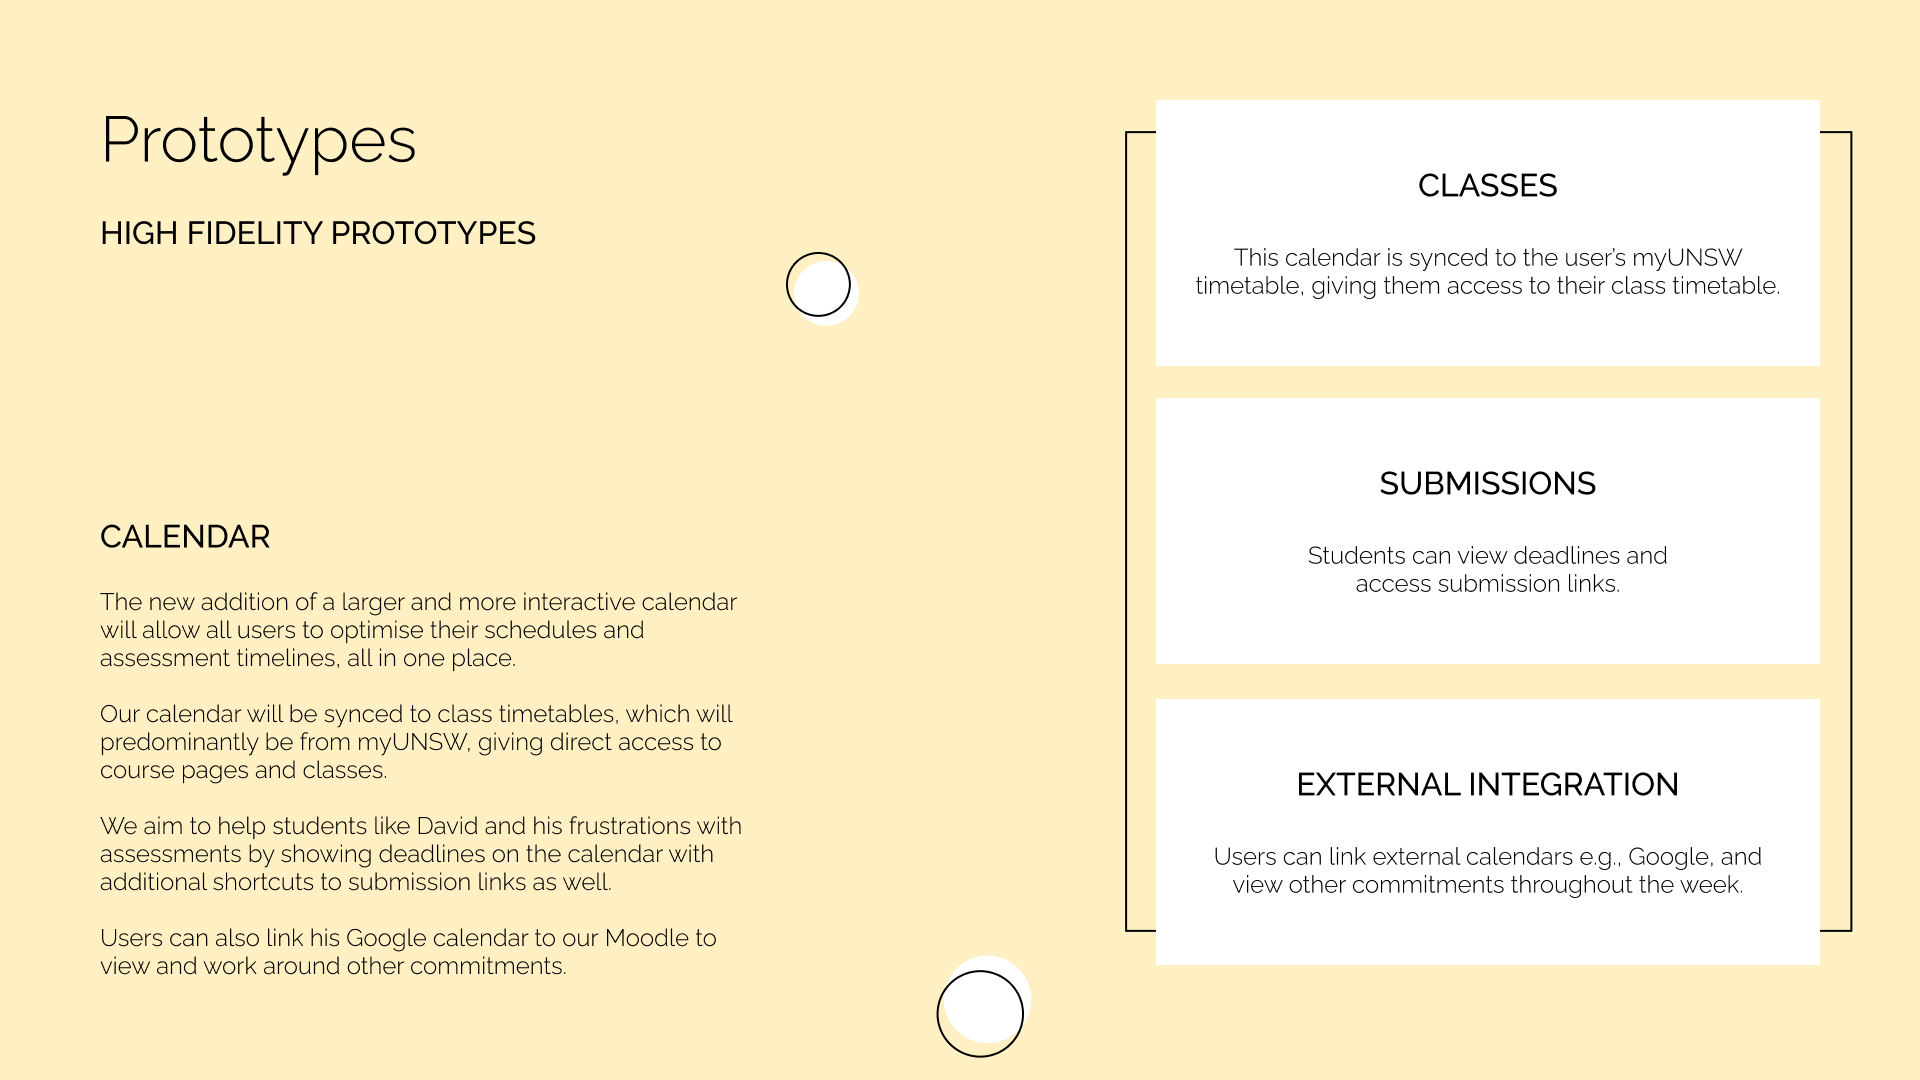 Prototypes
HIGH FIDELITY PROTOTYPES
CALENDAR
The new addition of a larger and more interactive calendar
will allow all users to optimise their schedules and
assessment timelines, all in one place.
Our calendar will be synced to class timetables, which will
predominantly be from myUNSW, giving direct access to
course pages and classes.
We aim to help students like David and his frustrations with
assessments by showing deadlines on the calendar with
additional shortcuts to submission links as well.
Users can also link his Google calendar to our Moodle to
view and work around other commitments.
CLASSES
This calendar is synced to the user’s myUNSW
timetable, giving them access to their class timetable.
SUBMISSIONS
Students can view deadlines and
access submission links.
EXTERNAL INTEGRATION
Users can link external calendars e.g., Google, and
view other commitments throughout the week.